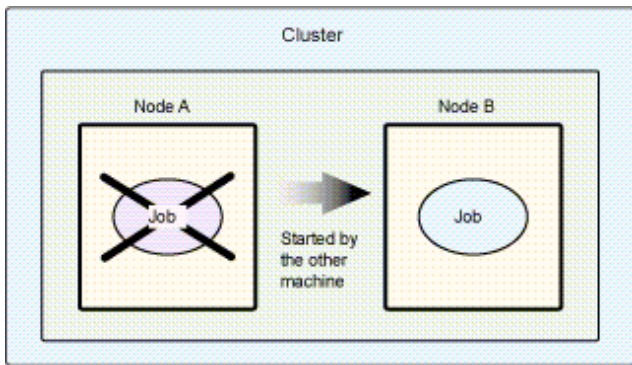 Cluster
Node A
Node B
Job
Started by
the other
machine
Job